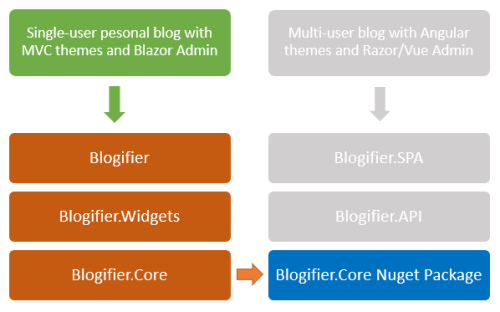 Single-user pesonal blog with
MVC themes and Blazor Admin
Multi-user blog with Angular
themes and Razor/Vue Admin
Blogifier
Blogifier.SPA
Blogifier.Widgets
Blogifier.API
Blogifier.Core
Blogifier.Core Nuget Package